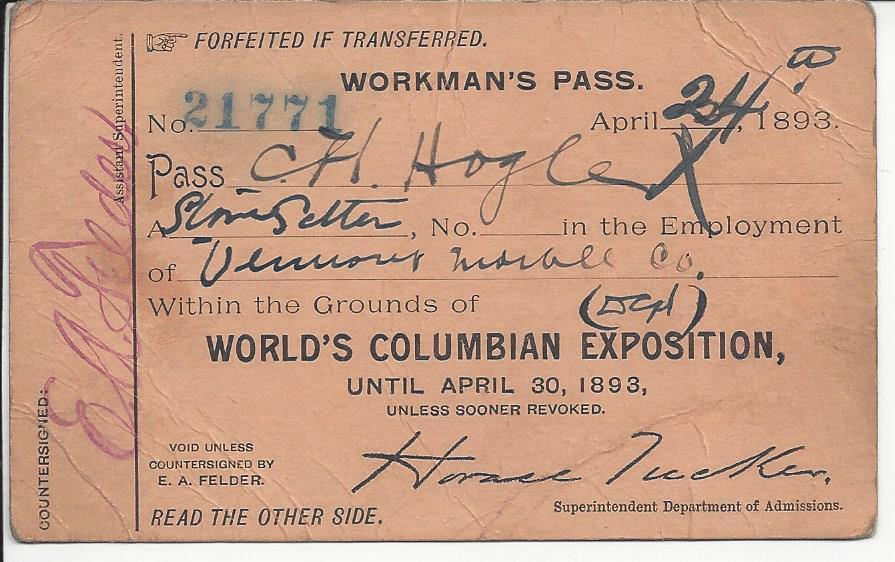 FORFEITED IF TRANSFERRED.
WORKMAN'S PASS.
No. 21771 April 24th, 1893.
Pass C. H. Hogle X
A Stone Setter, No. in the Employment
of Vermont Marble Co.
Within the Grounds of (Dept)
WORLD'S COLUMBIAN EXPOSITION,
UNTIL APRIL 30, 1893,
UNLESS SOONER REVOKED.
VOID UNLESS
COUNTERSIGNED BY
E. A. FELDER.
Horace Tucker.
Superintendent Department of Admissions.
READ THE OTHER SIDE.
COUNTERSIGNED:
E. A. Felder
Assistant Superintendent.